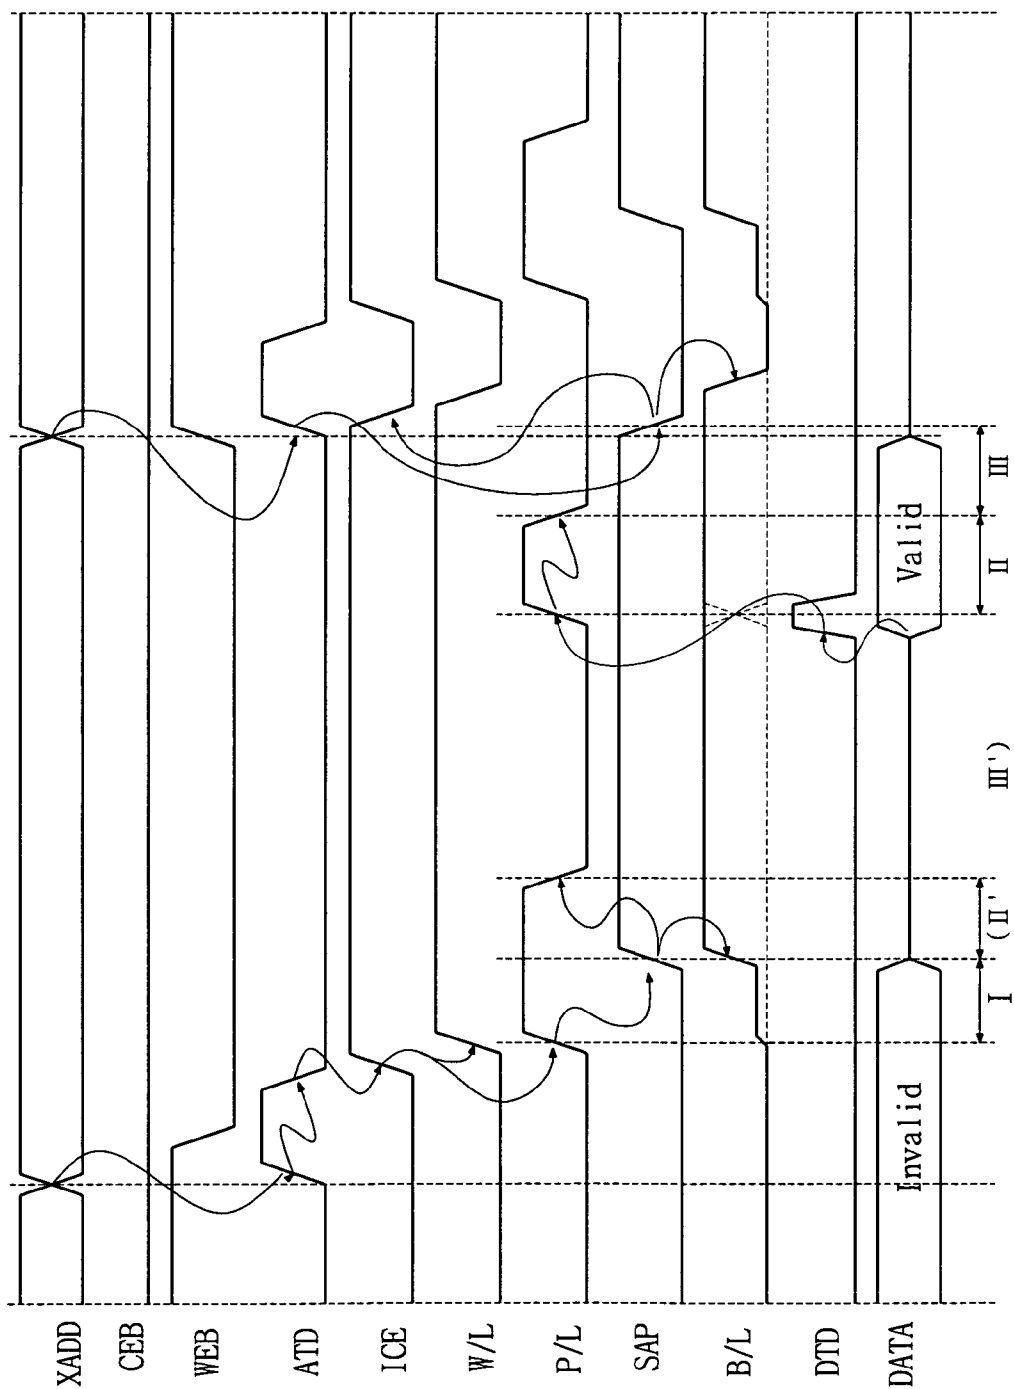 XADD
CEB
WEB
ATD
ICE
W/L
P/L
SAP
B/L
DTD
DATA
Invalid
Valid
I
(II'
III')
II
III